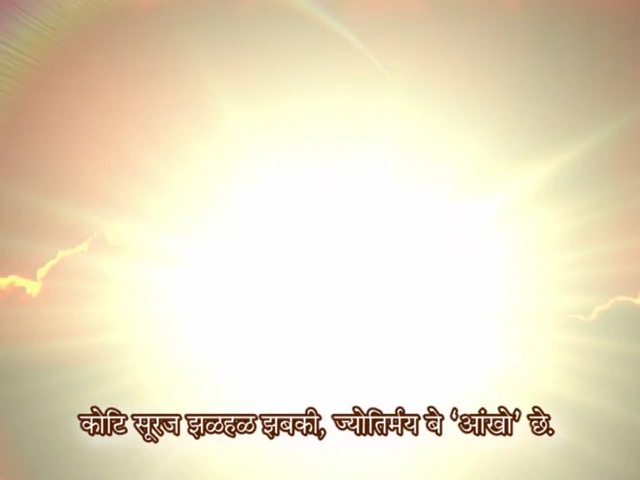 कोटि सूरज झळहळ झबकी, ज्योतिर्मय बे ‘आंखो’ छे.